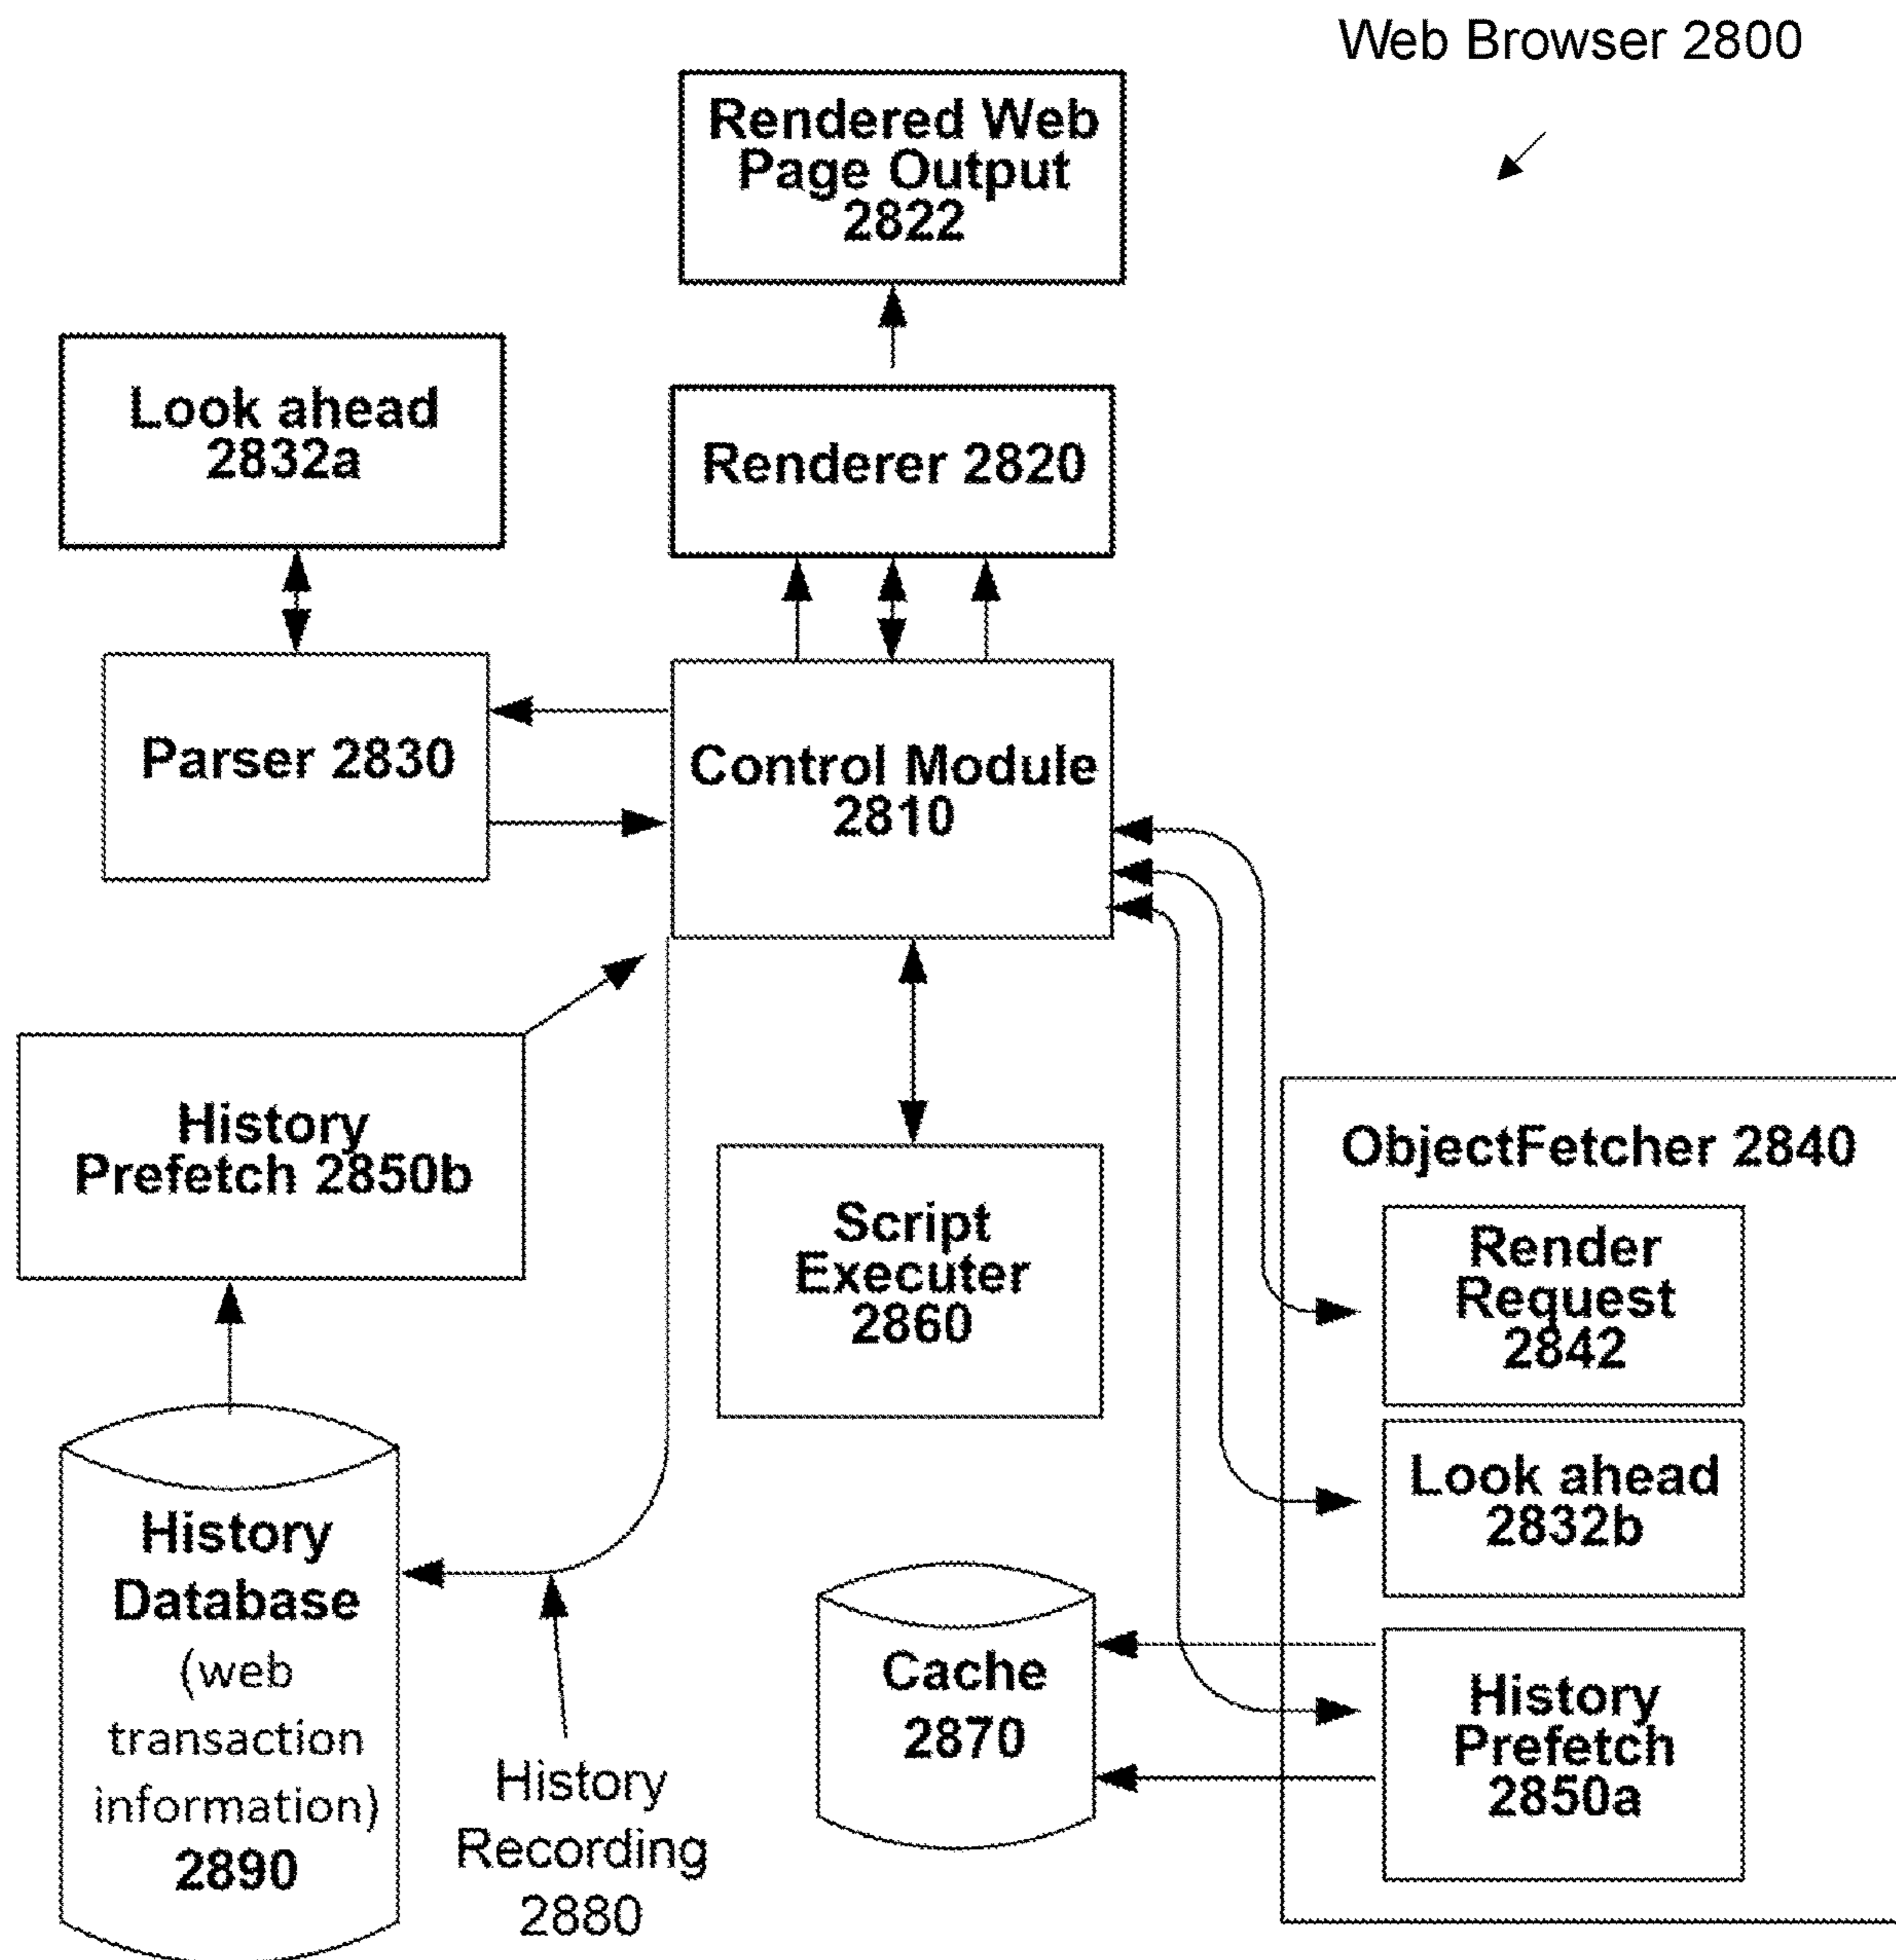 Web Browser 2800
Rendered Web
Page Output
2822
Look ahead
2832a
Renderer 2820
Parser 2830
Control Module
2810
History
Prefetch 2850b
Script
Executer
2860
ObjectFetcher 2840
Render
Request
2842
Look ahead
2832b
History
Prefetch
2850a
History
Database
(web
transaction
information)
2890
History
Recording
2880
Cache
2870